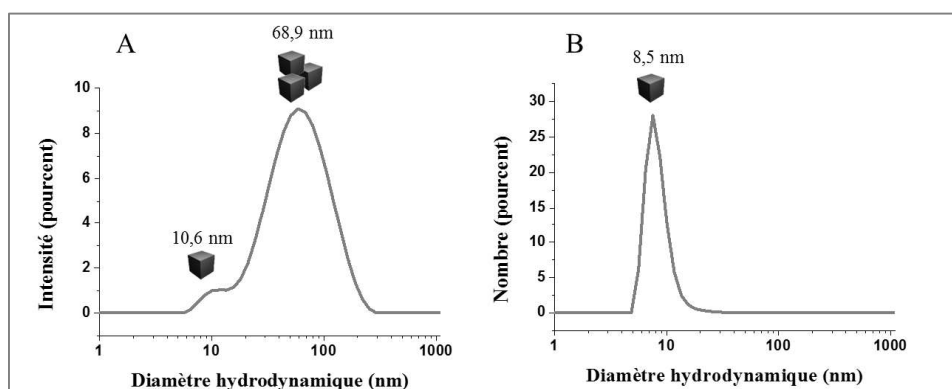 A
68,9 nm
10,6 nm
Intensité (pourcent)
10
8
6
4
2
0
1
10
100
1000
Diamètre hydrodynamique (nm)
B
8,5 nm
Nombre (pourcent)
30
25
20
15
10
5
0
1
10
100
1000
Diamètre hydrodynamique (nm)